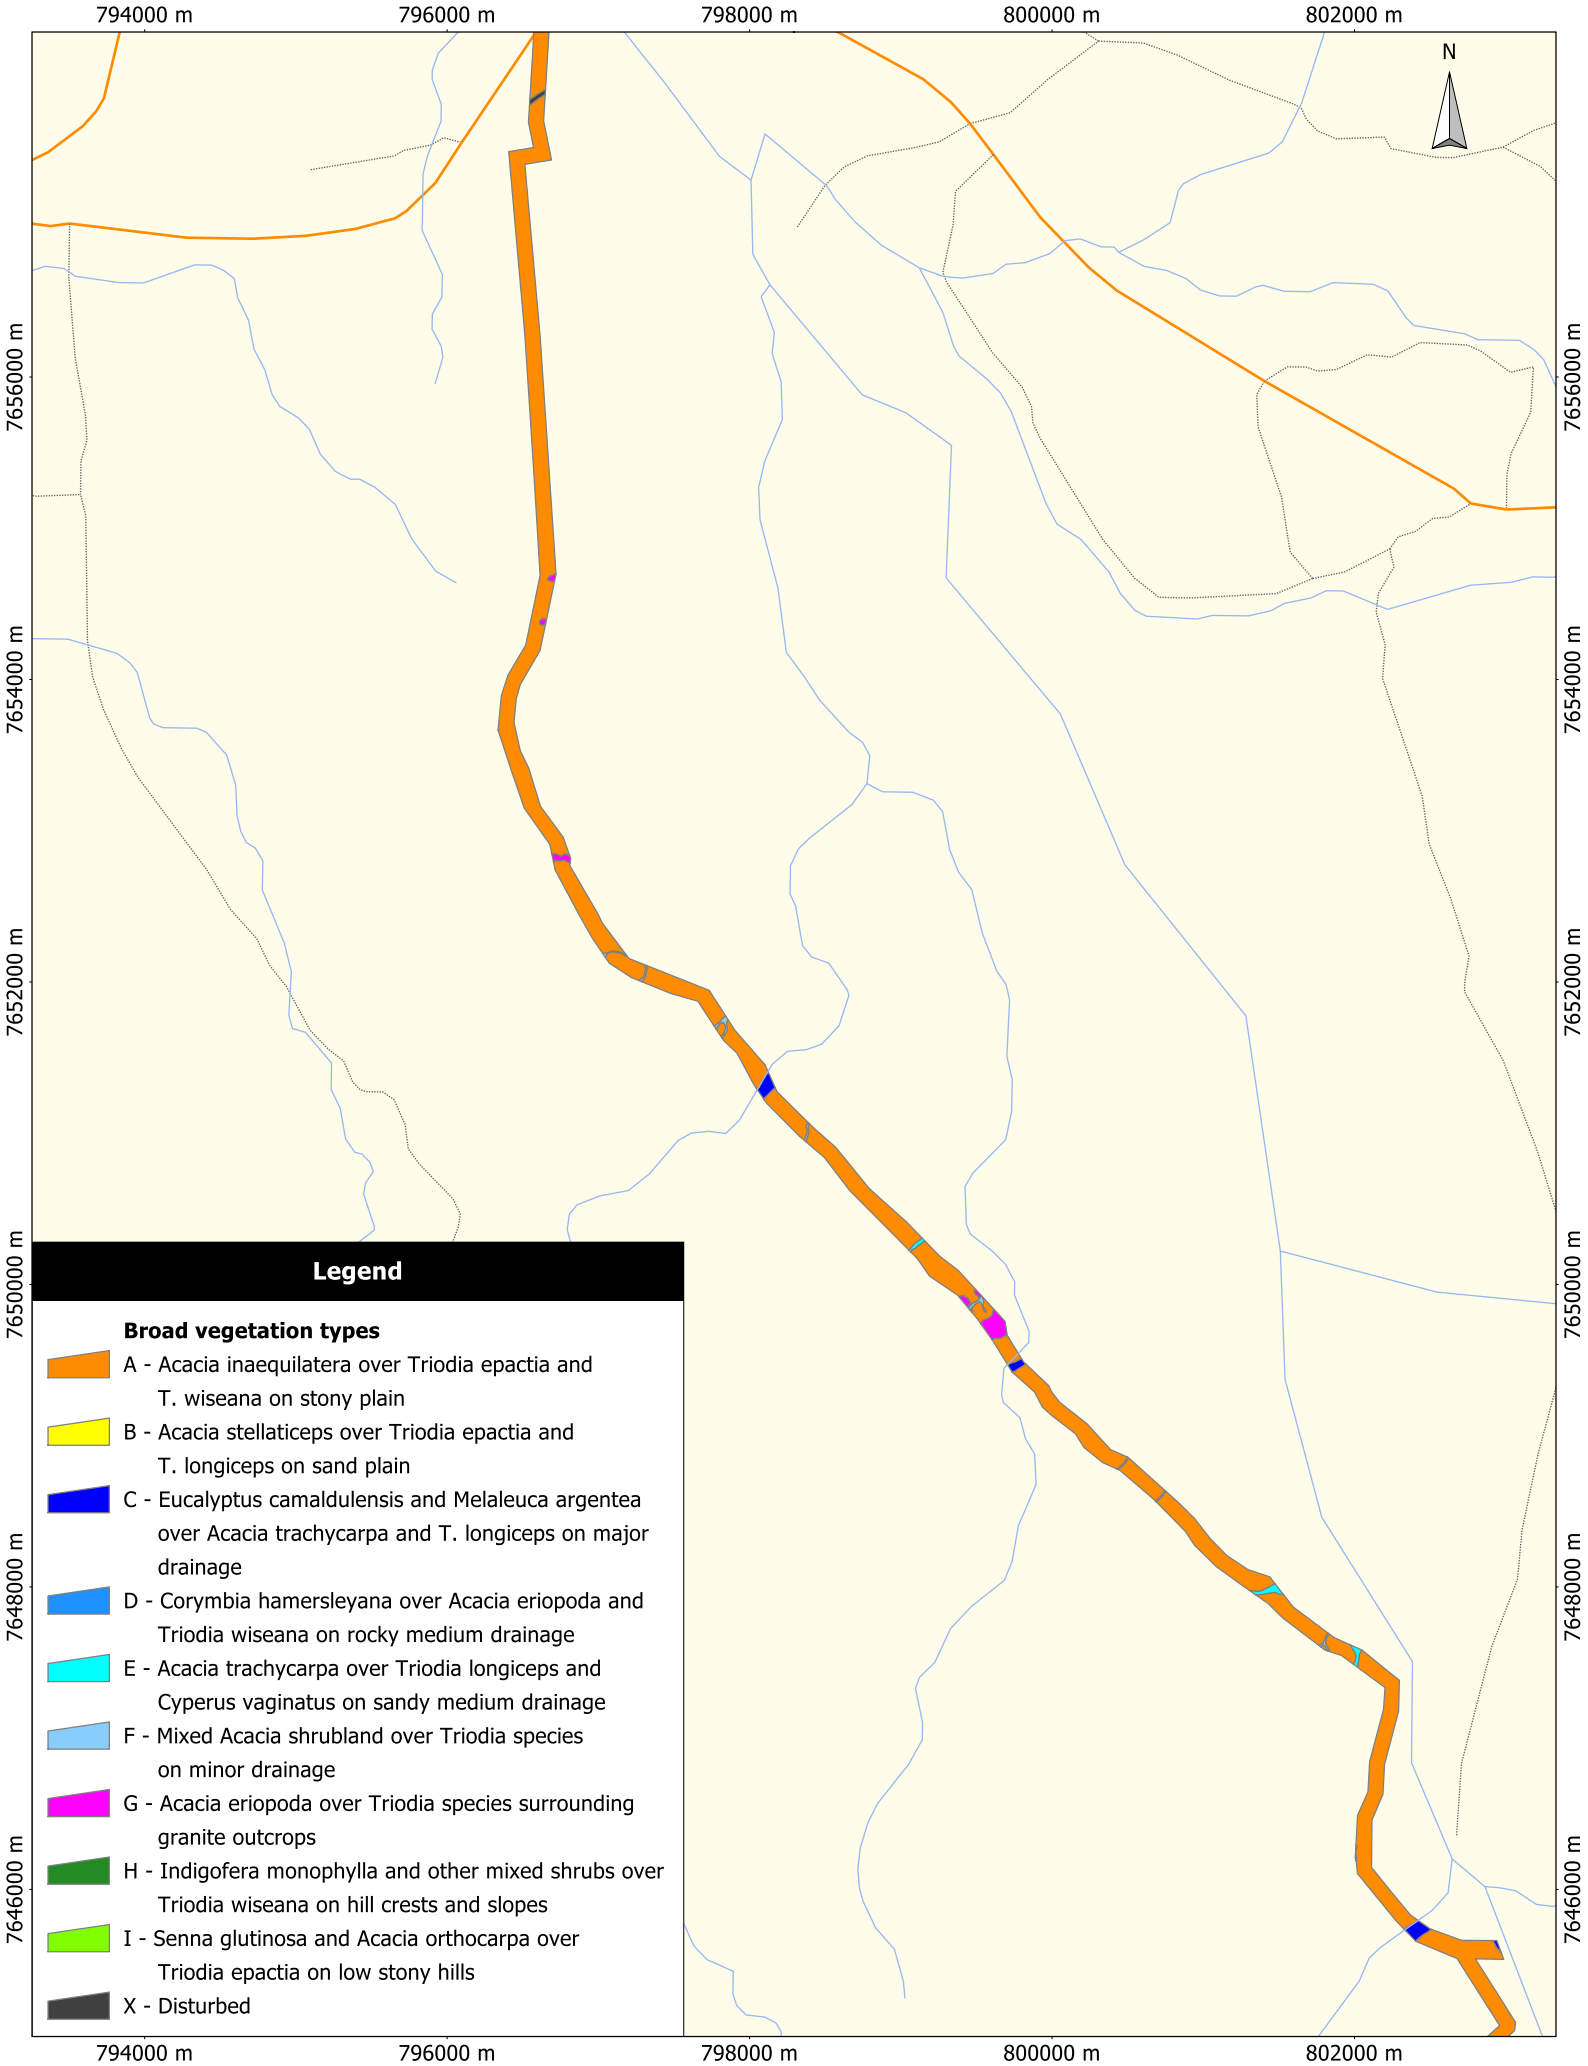 794000 m 796000 m 798000 m 800000 m 802000 m
N
7656000 m 7656000 m
7654000 m 7654000 m
7652000 m 7652000 m
7650000 m 7650000 m
7648000 m 7648000 m
7646000 m 7646000 m
Legend
Broad vegetation types
A - Acacia inaequilatera over Triodia epactia and
T. wiseana on stony plain
B - Acacia stellaticeps over Triodia epactia and
T. longiceps on sand plain
C - Eucalyptus camaldulensis and Melaleuca argentea
over Acacia trachycarpa and T. longiceps on major
drainage
D - Corymbia hamersleyana over Acacia eriopoda and
Triodia wiseana on rocky medium drainage
E - Acacia trachycarpa over Triodia longiceps and
Cyperus vaginatus on sandy medium drainage
F - Mixed Acacia shrubland over Triodia species
on minor drainage
G - Acacia eriopoda over Triodia species surrounding
granite outcrops
H - Indigofera monophylla and other mixed shrubs over
Triodia wiseana on hill crests and slopes
I - Senna glutinosa and Acacia orthocarpa over
Triodia epactia on low stony hills
X - Disturbed
794000 m 796000 m 798000 m 800000 m 802000 m